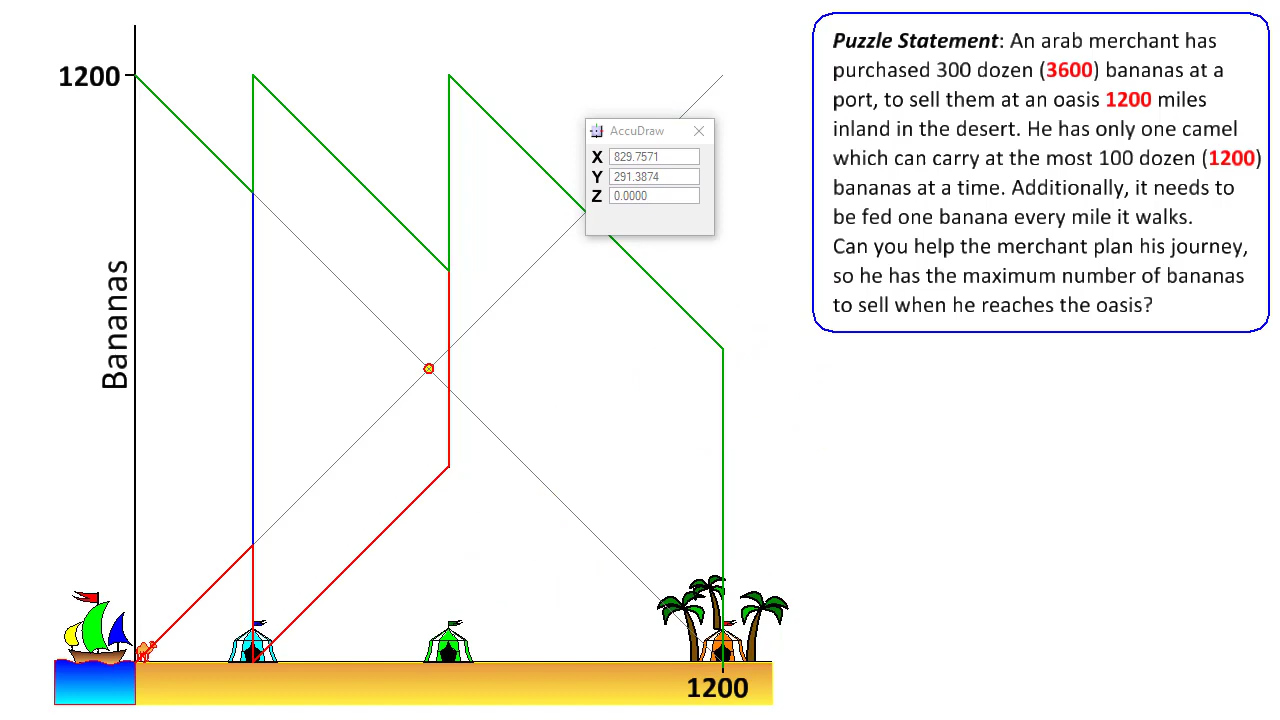 1200
Bananas
AccuDraw
X 829.7571
Y 291.3874
Z 0.0000
1200
Puzzle Statement: An arab merchant has
purchased 300 dozen (3600) bananas at a
port, to sell them at an oasis 1200 miles
inland in the desert. He has only one camel
which can carry at the most 100 dozen (1200)
bananas at a time. Additionally, it needs to
be fed one banana every mile it walks.
Can you help the merchant plan his journey,
so he has the maximum number of bananas
to sell when he reaches the oasis?